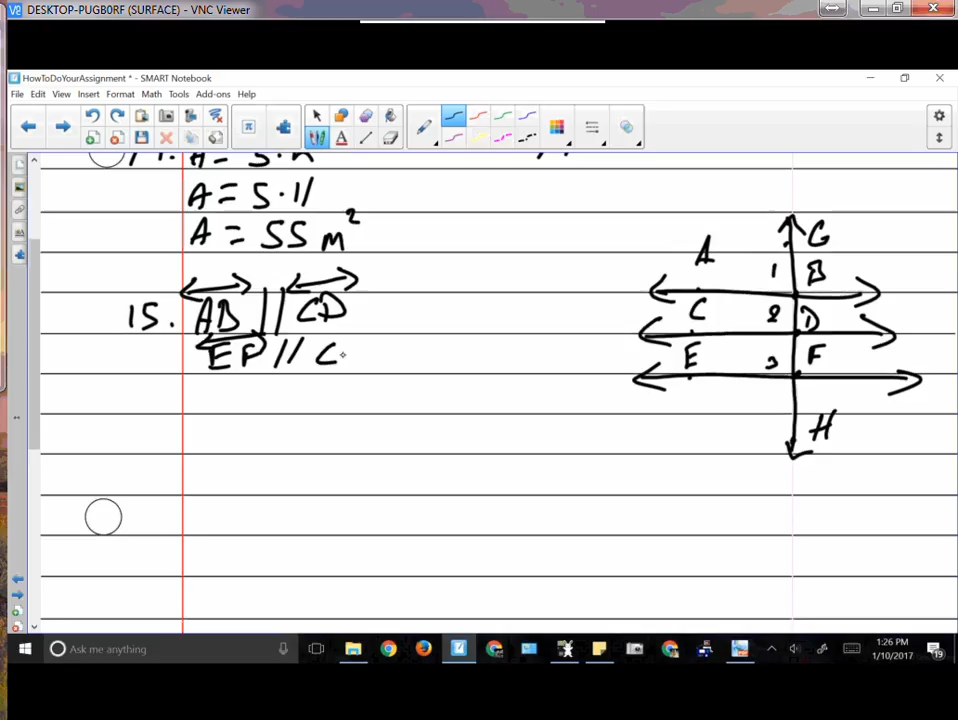 DESKTOP-PUGB0RF (SURFACE) - VNC Viewer
HowToDoYourAssignment * - SMART Notebook
File Edit View Insert Format Math Tools Add-ons Help
A = 5 · 11
A = 55 m²
15. AB // CD
EF // C
G
A 1 B
C 2 D
E 3 F
H
Ask me anything
1:26 PM
1/10/2017
19